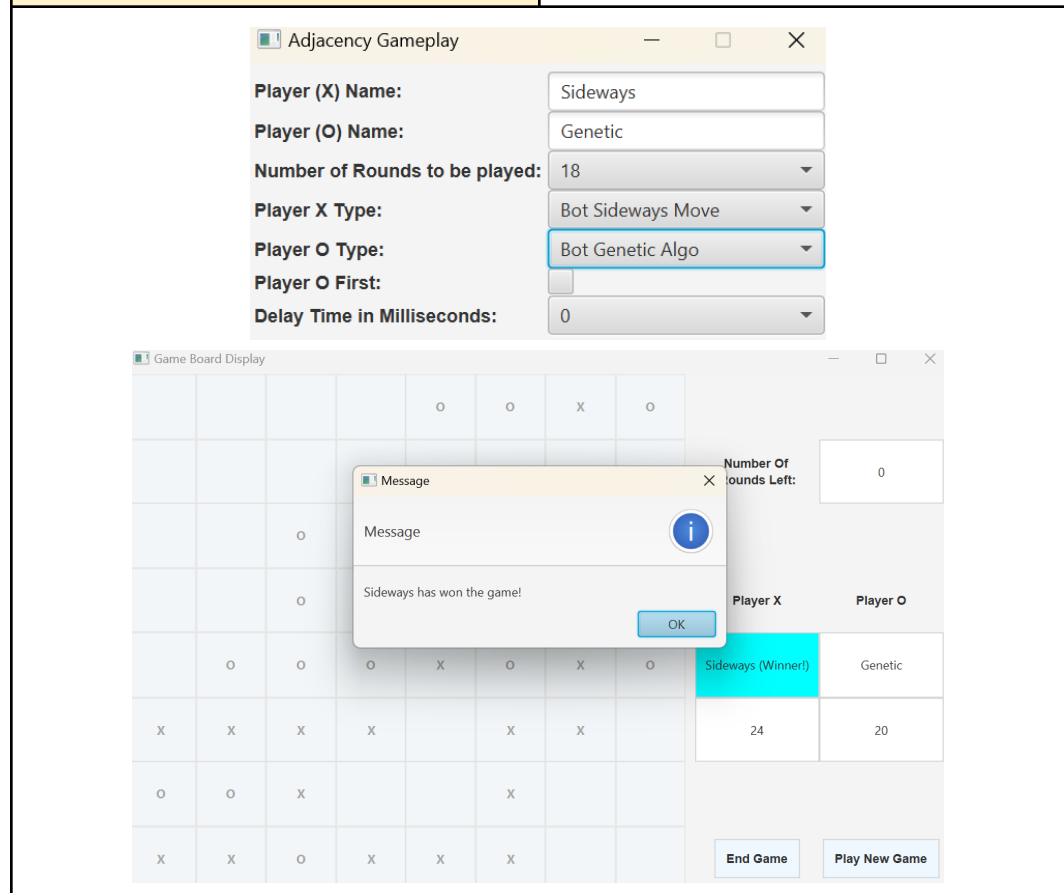 Adjacency Gameplay
Player (X) Name: Sideways
Player (O) Name: Genetic
Number of Rounds to be played: 18
Player X Type: Bot Sideways Move
Player O Type: Bot Genetic Algo
Player O First:
Delay Time in Milliseconds: 0
Game Board Display
O O X O
Number Of
ounds Left:
0
Message
Message
i
Sideways has won the game!
OK
O
O
Player X Player O
O O O X O X O
Sideways (Winner!) Genetic
X X X X X X
24 20
O O X X
X X O X X X
End Game Play New Game